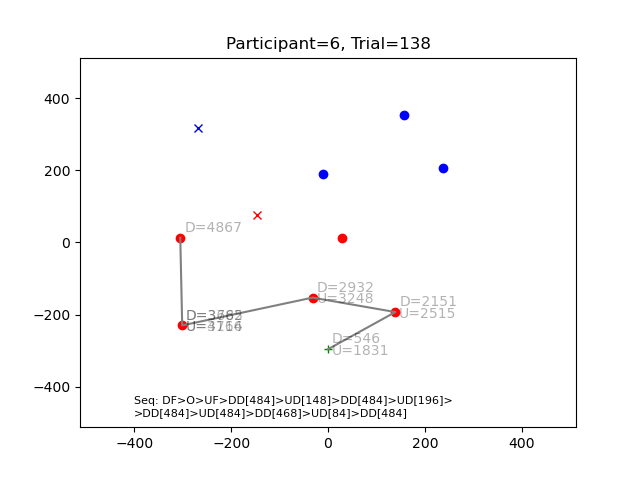 Participant=6, Trial=138
400
200
0
−200
−400
D=4867
D=2932
U=3248
D=2151
U=2515
D=546
U=1831
Seq: DF>O>UF>DD[484]>UD[148]>DD[484]>UD[196]>
>DD[484]>UD[484]>DD[468]>UD[84]>DD[484]
−400
−200
0
200
400